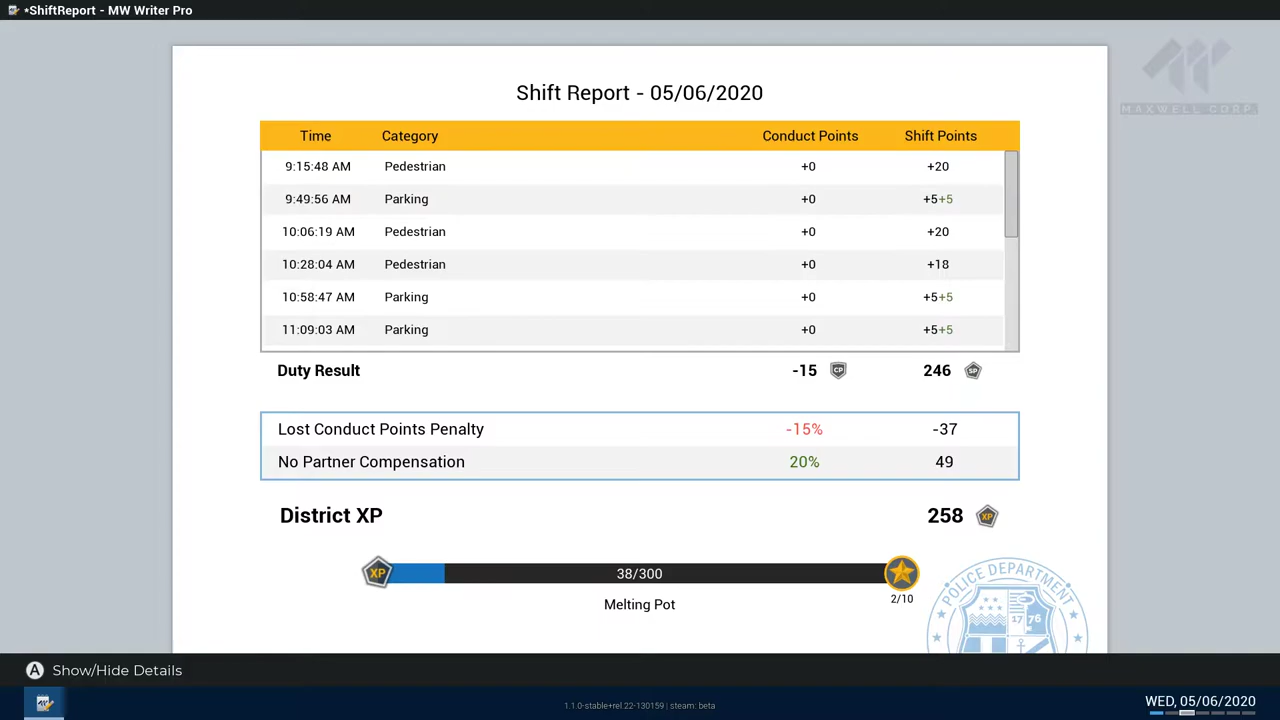 *ShiftReport - MW Writer Pro
MAXWELL CORP.
Shift Report - 05/06/2020
Time Category Conduct Points Shift Points
9:15:48 AM Pedestrian +0 +20
9:49:56 AM Parking +0 +5+5
10:06:19 AM Pedestrian +0 +20
10:28:04 AM Pedestrian +0 +18
10:58:47 AM Parking +0 +5+5
11:09:03 AM Parking +0 +5+5
Duty Result -15 CP 246 SP
Lost Conduct Points Penalty -15% -37
No Partner Compensation 20% 49
District XP 258 XP
XP 38/300
2/10
Melting Pot
POLICE DEPARTMENT
1776
A Show/Hide Details
1.1.0-stable+rel.22-130159 | steam: beta
WED, 05/06/2020